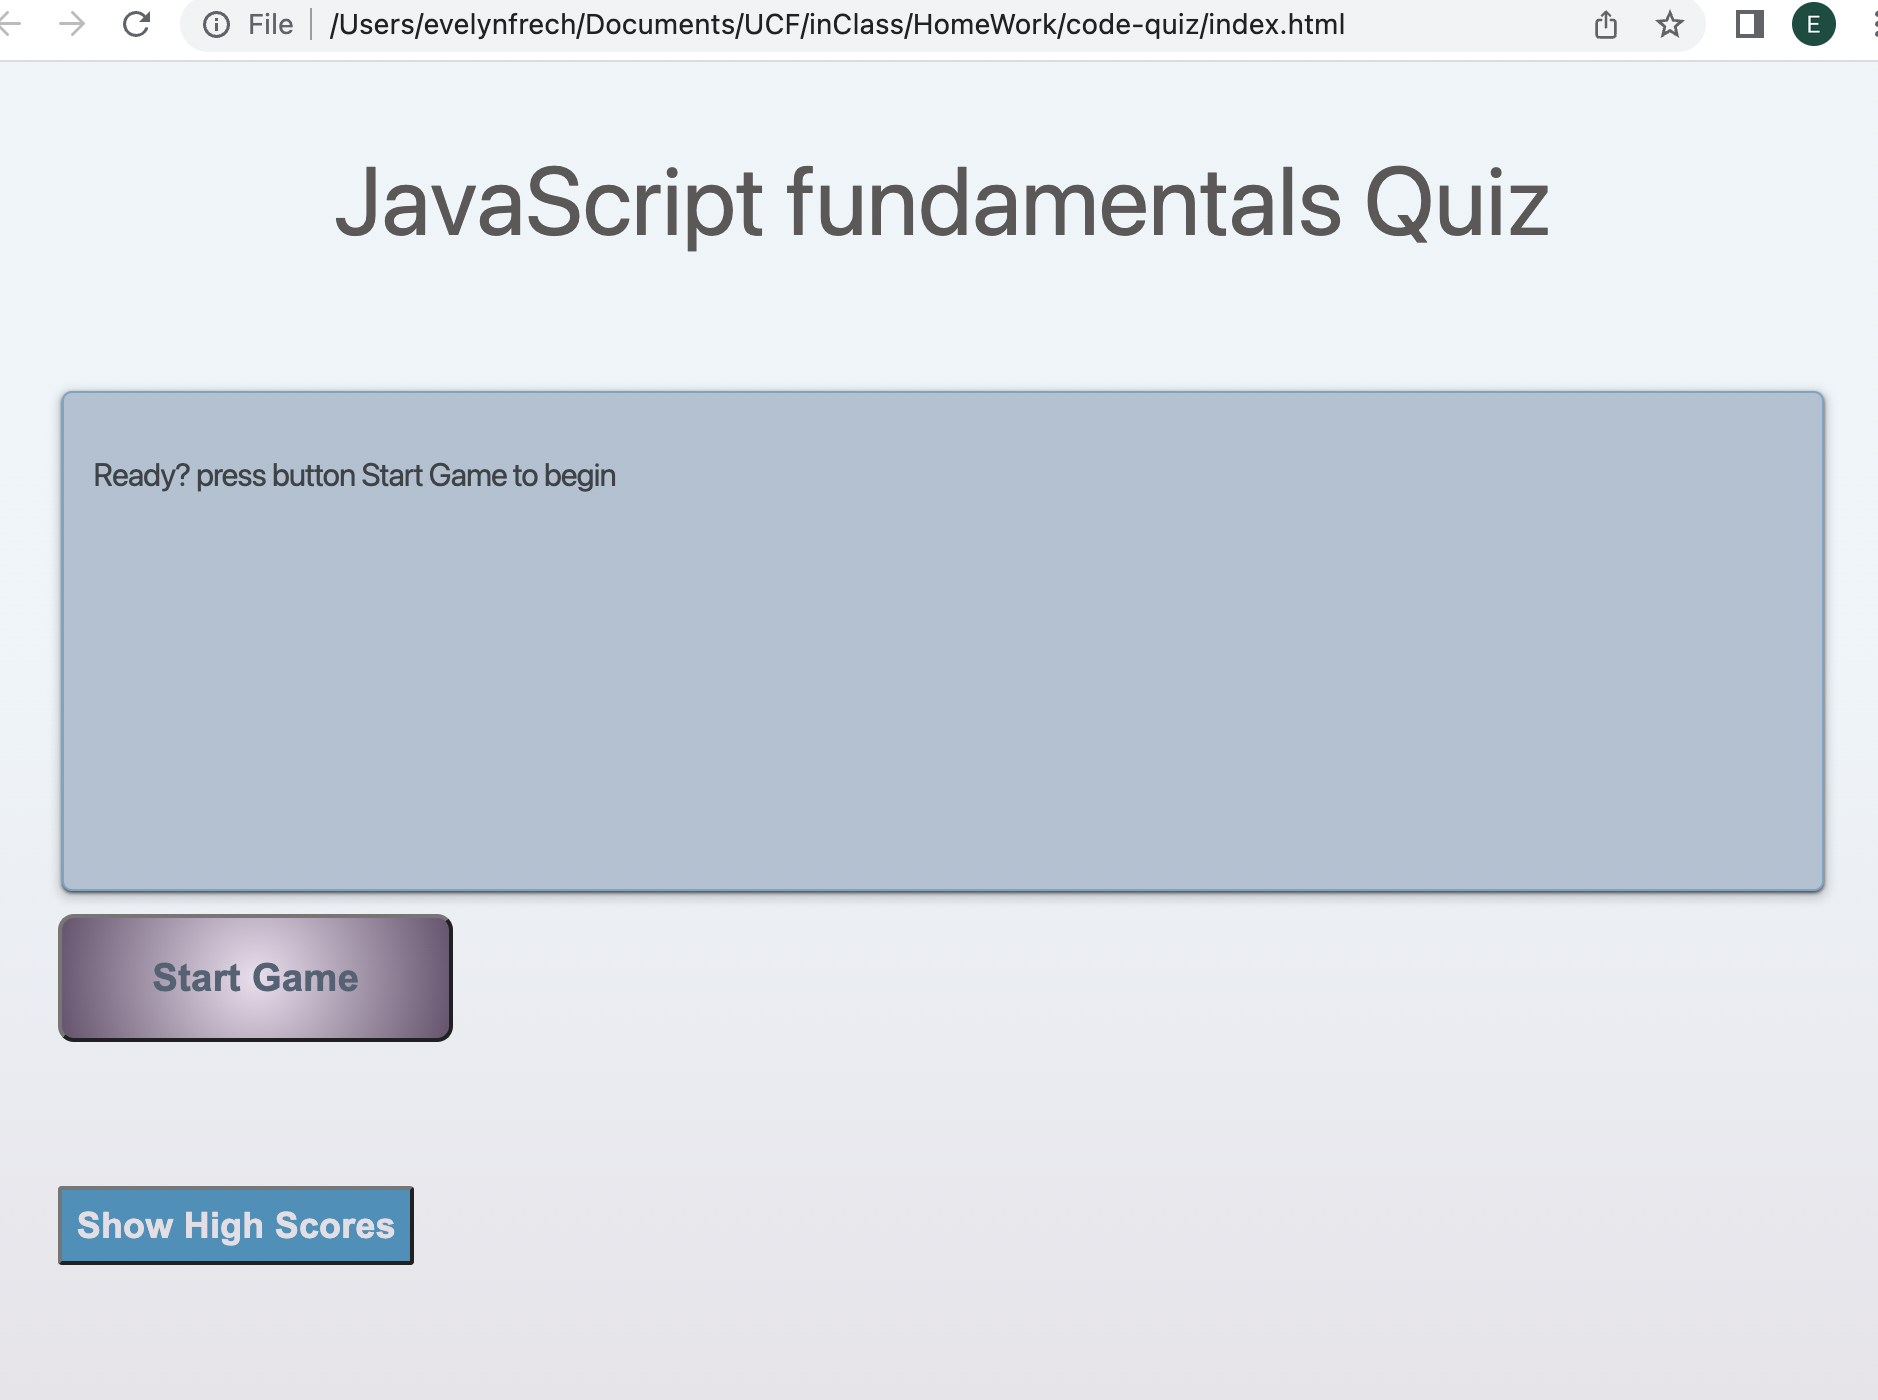 File /Users/evelynfrech/Documents/UCF/inClass/HomeWork/code-quiz/index.html E
JavaScript fundamentals Quiz
Ready? press button Start Game to begin
Start Game
Show High Scores